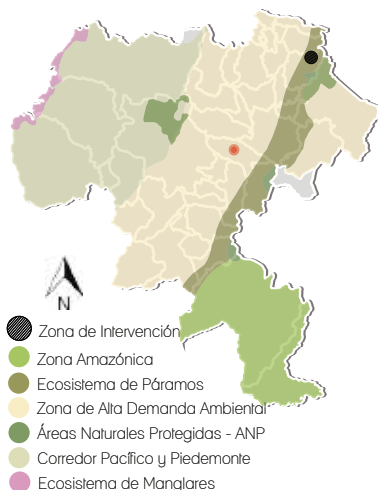 N
Zona de Intervención
Zona Amazónica
Ecosistema de Páramos
Zona de Alta Demanda Ambiental
Áreas Naturales Protegidas - ANP
Corredor Pacífico y Piedemonte
Ecosistema de Manglares